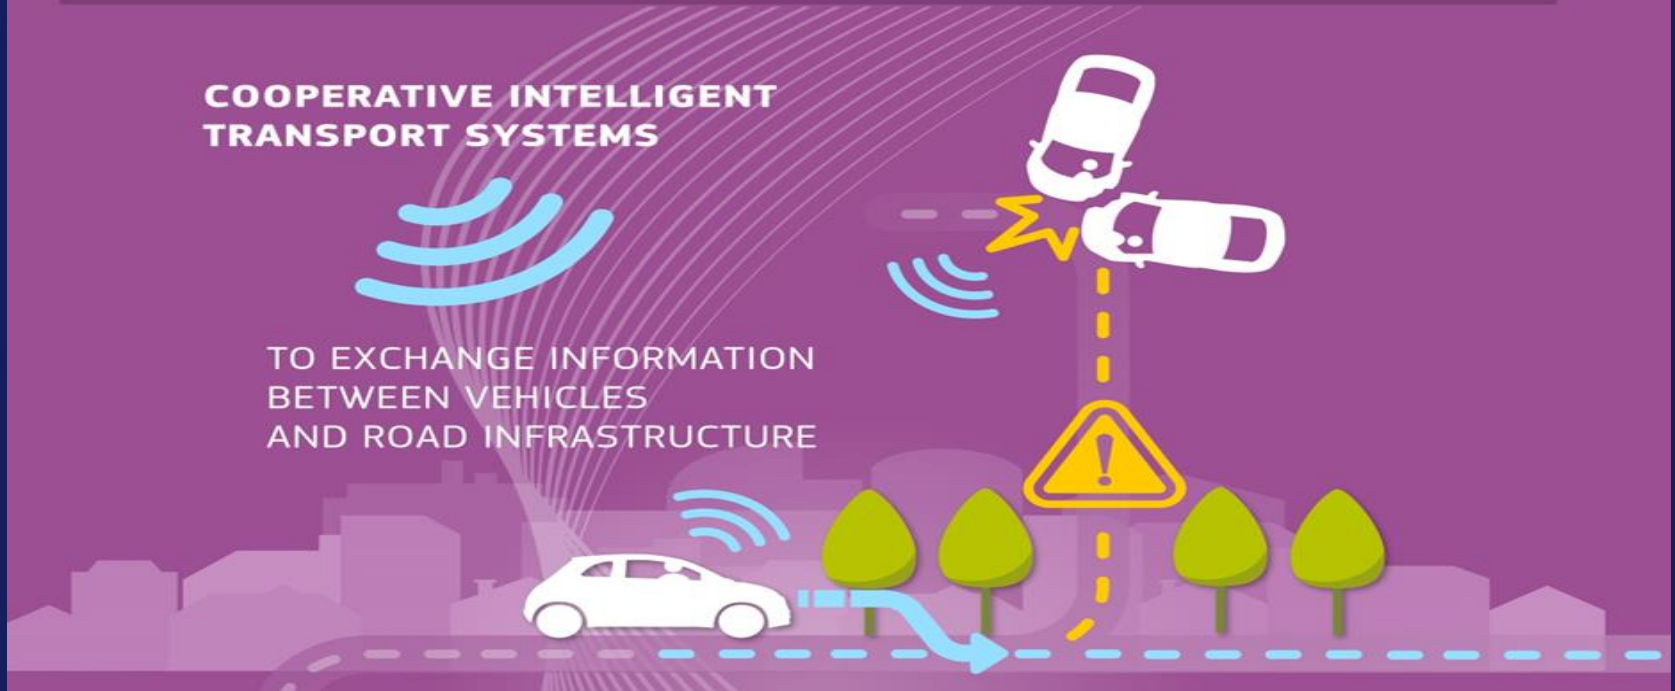 COOPERATIVE INTELLIGENT
TRANSPORT SYSTEMS
TO EXCHANGE INFORMATION
BETWEEN VEHICLES
AND ROAD INFRASTRUCTURE
!